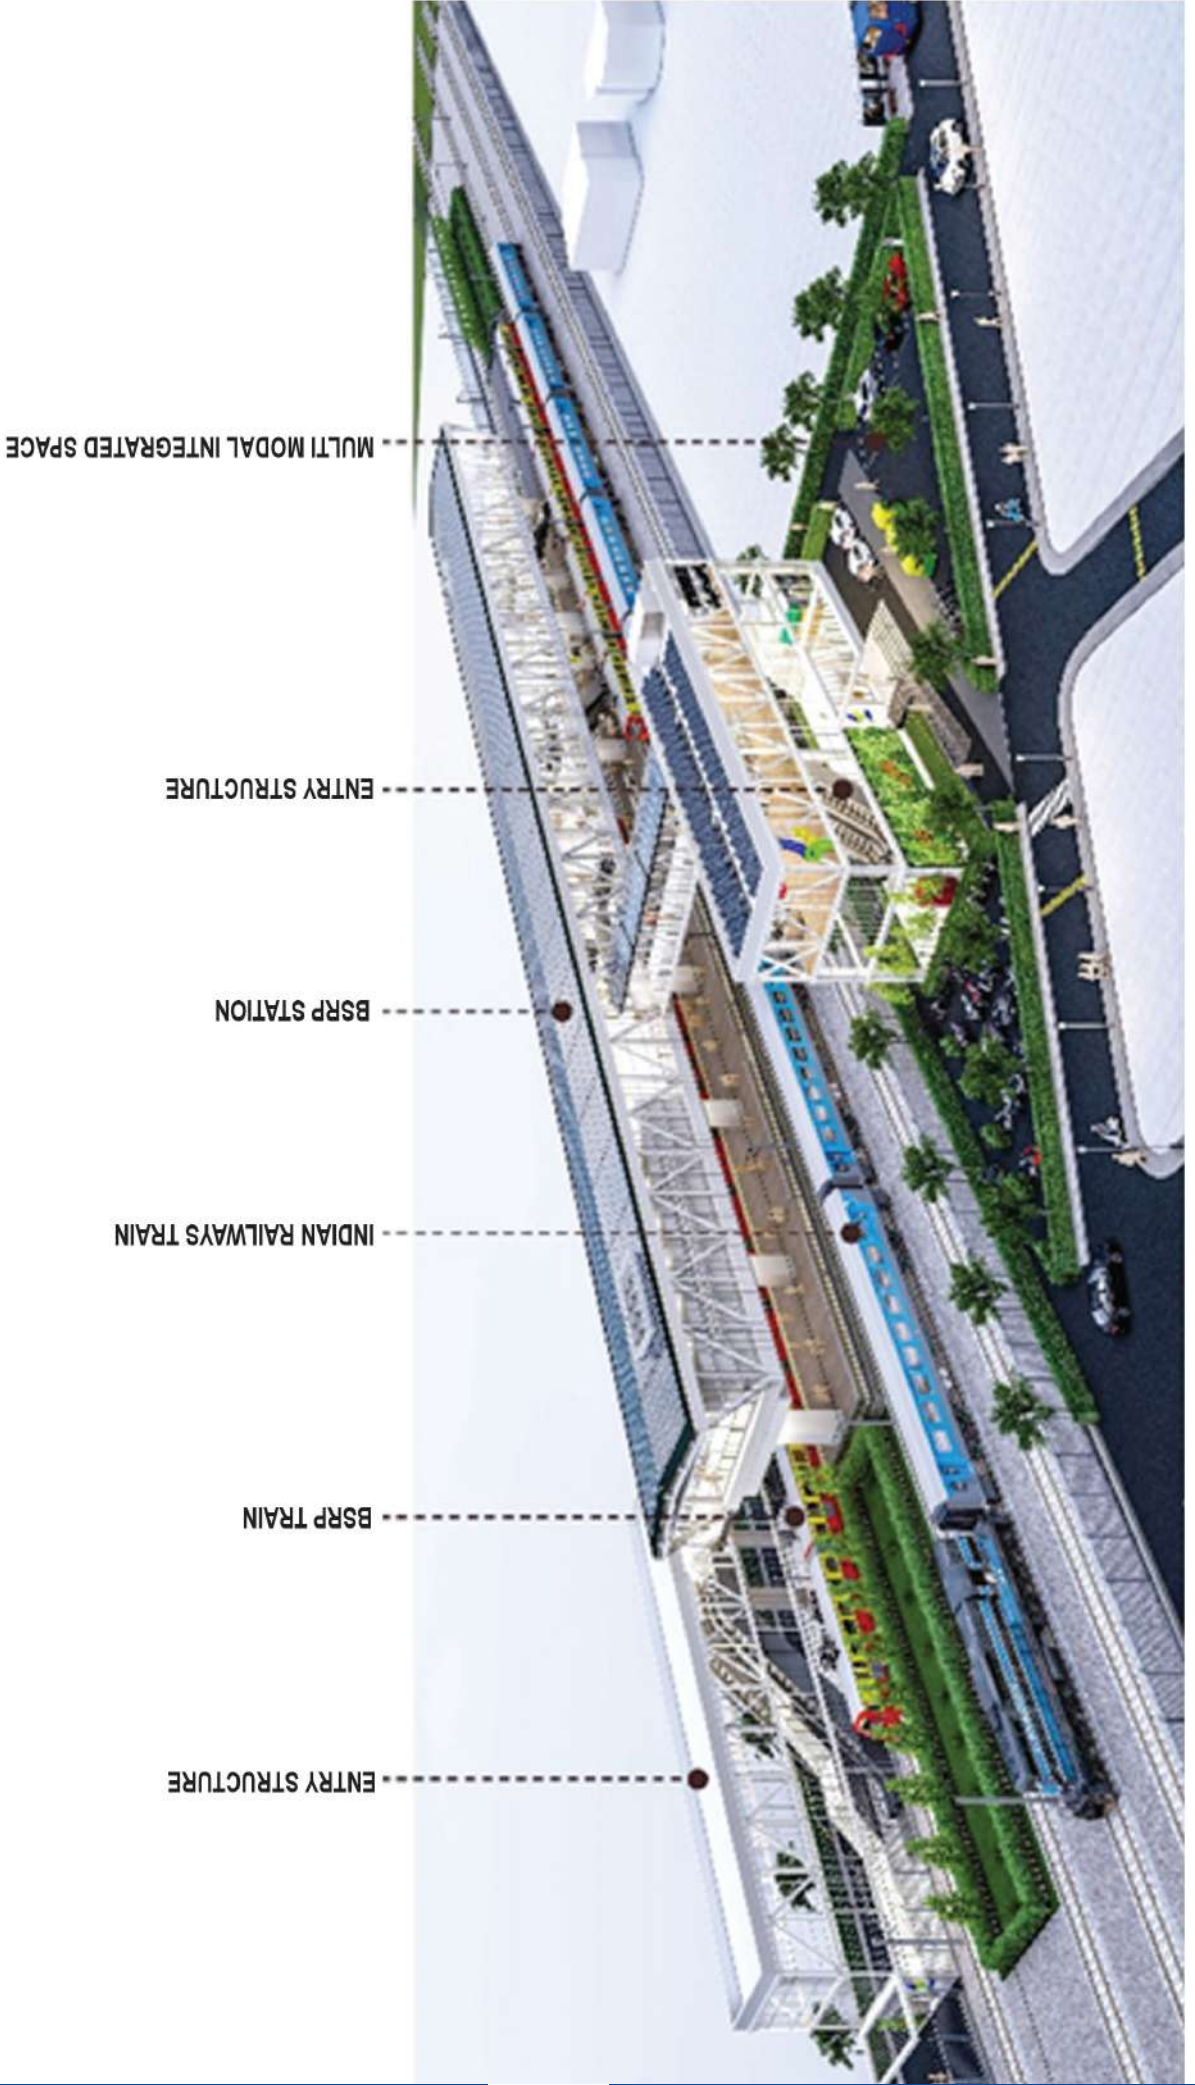 ENTRY STRUCTURE
BSRP TRAIN
INDIAN RAILWAYS TRAIN
BSRP STATION
ENTRY STRUCTURE
MULTI MODAL INTEGRATED SPACE